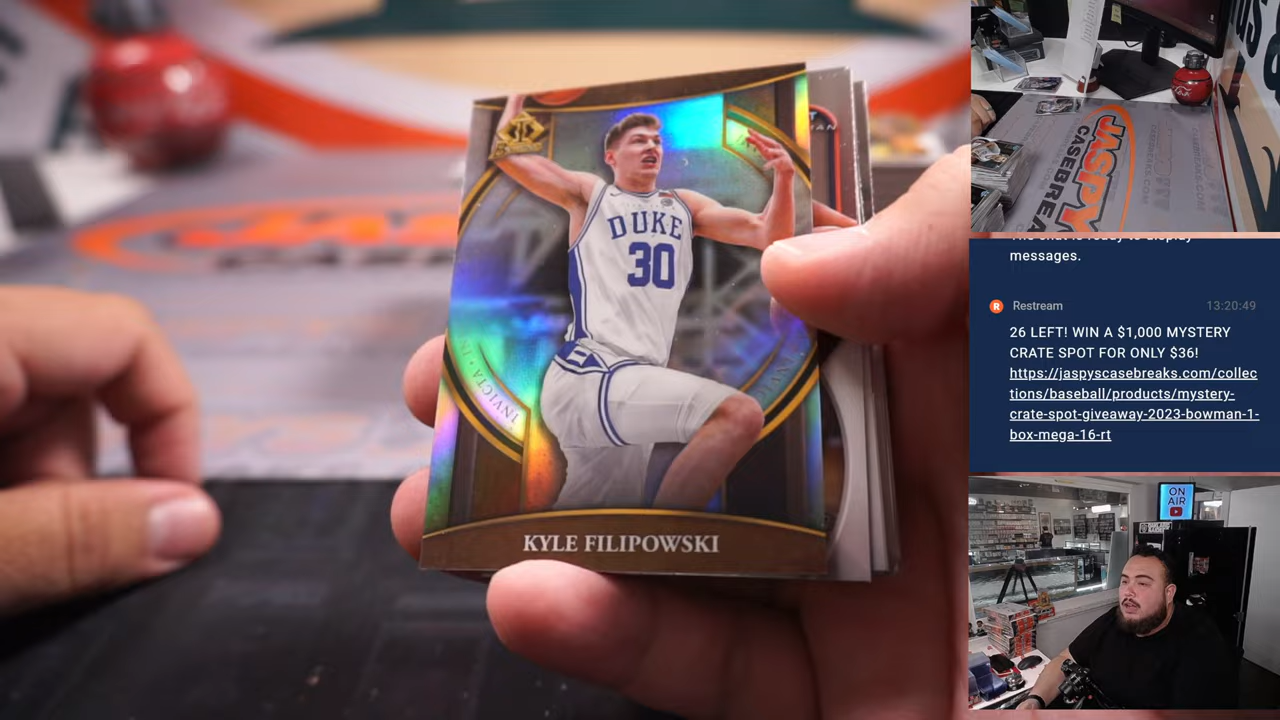 DUKE
30
INVICTA
KYLE FILIPOWSKI
JASPY
CASEBREA
messages.
Restream 13:20:49
26 LEFT! WIN A $1,000 MYSTERY
CRATE SPOT FOR ONLY $36!
https://jaspyscasebreaks.com/collec
tions/baseball/products/mystery-
crate-spot-giveaway-2023-bowman-1-
box-mega-16-rt
ON
AIR